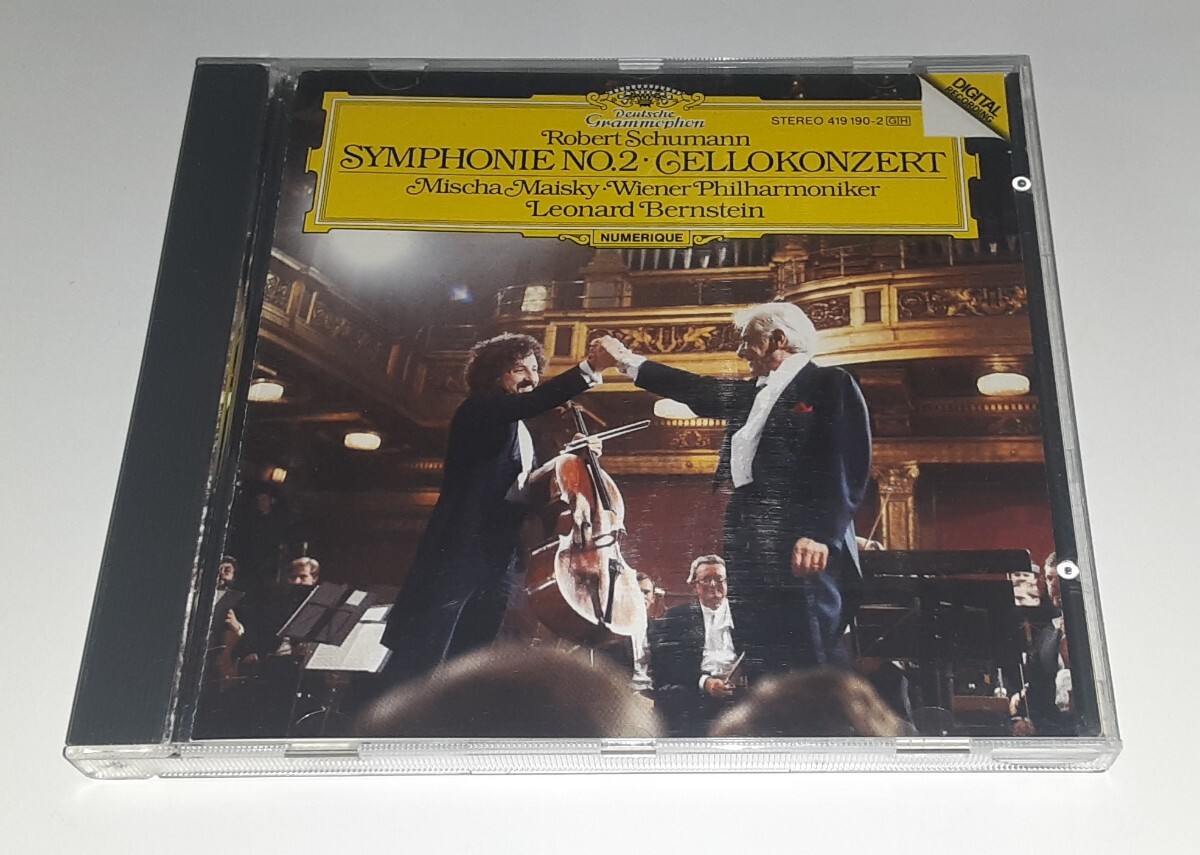 Deutsche
Grammophon
STEREO 419 190-2 GH
DIGITAL
RECORDING
Robert Schumann
SYMPHONIE NO.2 · CELLOKONZERT
Mischa Maisky · Wiener Philharmoniker
Leonard Bernstein
NUMERIQUE